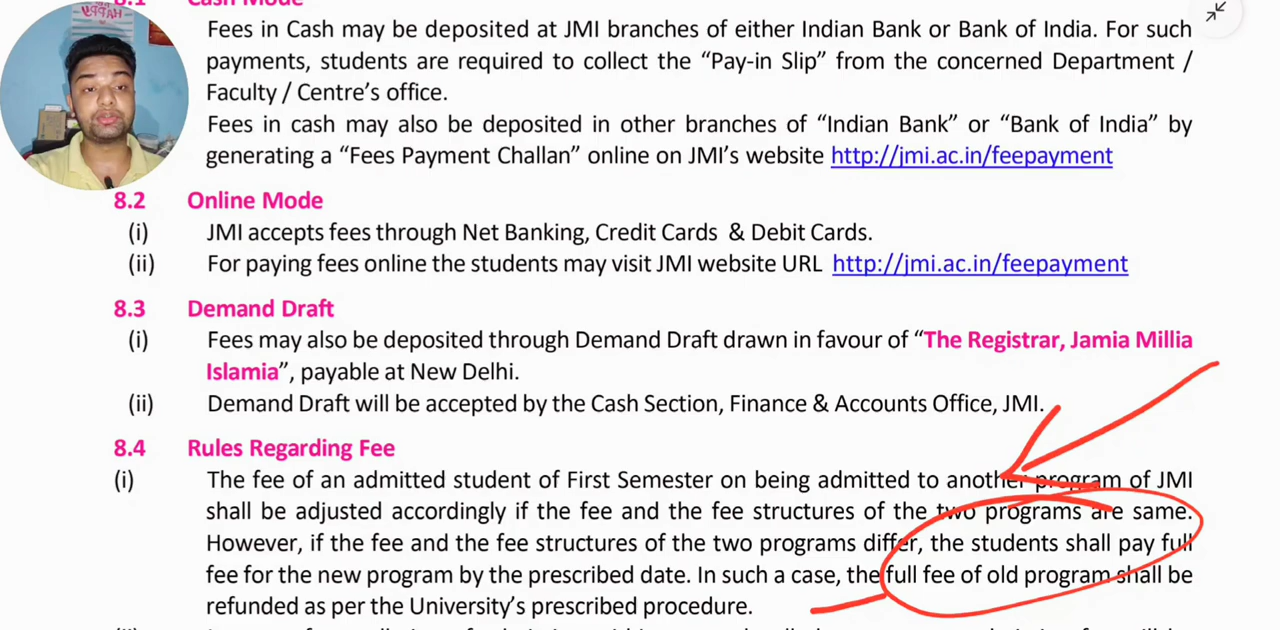 8.1 Cash Mode
Fees in Cash may be deposited at JMI branches of either Indian Bank or Bank of India. For such
payments, students are required to collect the “Pay-in Slip” from the concerned Department /
Faculty / Centre’s office.
Fees in cash may also be deposited in other branches of “Indian Bank” or “Bank of India” by
generating a “Fees Payment Challan” online on JMI’s website http://jmi.ac.in/feepayment
8.2 Online Mode
(i) JMI accepts fees through Net Banking, Credit Cards & Debit Cards.
(ii) For paying fees online the students may visit JMI website URL http://jmi.ac.in/feepayment
8.3 Demand Draft
(i) Fees may also be deposited through Demand Draft drawn in favour of “The Registrar, Jamia Millia
Islamia”, payable at New Delhi.
(ii) Demand Draft will be accepted by the Cash Section, Finance & Accounts Office, JMI.
8.4 Rules Regarding Fee
(i) The fee of an admitted student of First Semester on being admitted to another program of JMI
shall be adjusted accordingly if the fee and the fee structures of the two programs are same.
However, if the fee and the fee structures of the two programs differ, the students shall pay full
fee for the new program by the prescribed date. In such a case, the full fee of old program shall be
refunded as per the University’s prescribed procedure.